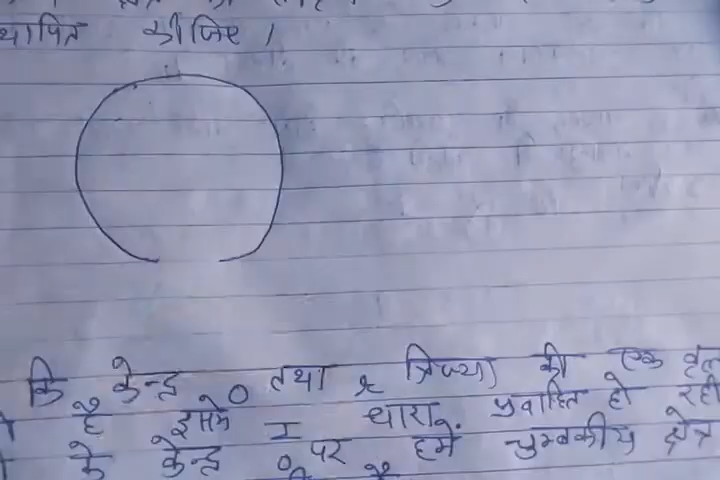 थापित कीजिए।
कि केन्द्र O तथा r त्रिज्या की एक वृत
है इसमे I धारा प्रवाहित हो रही
के केन्द्र O पर हमें चुम्बकीय क्षेत्र